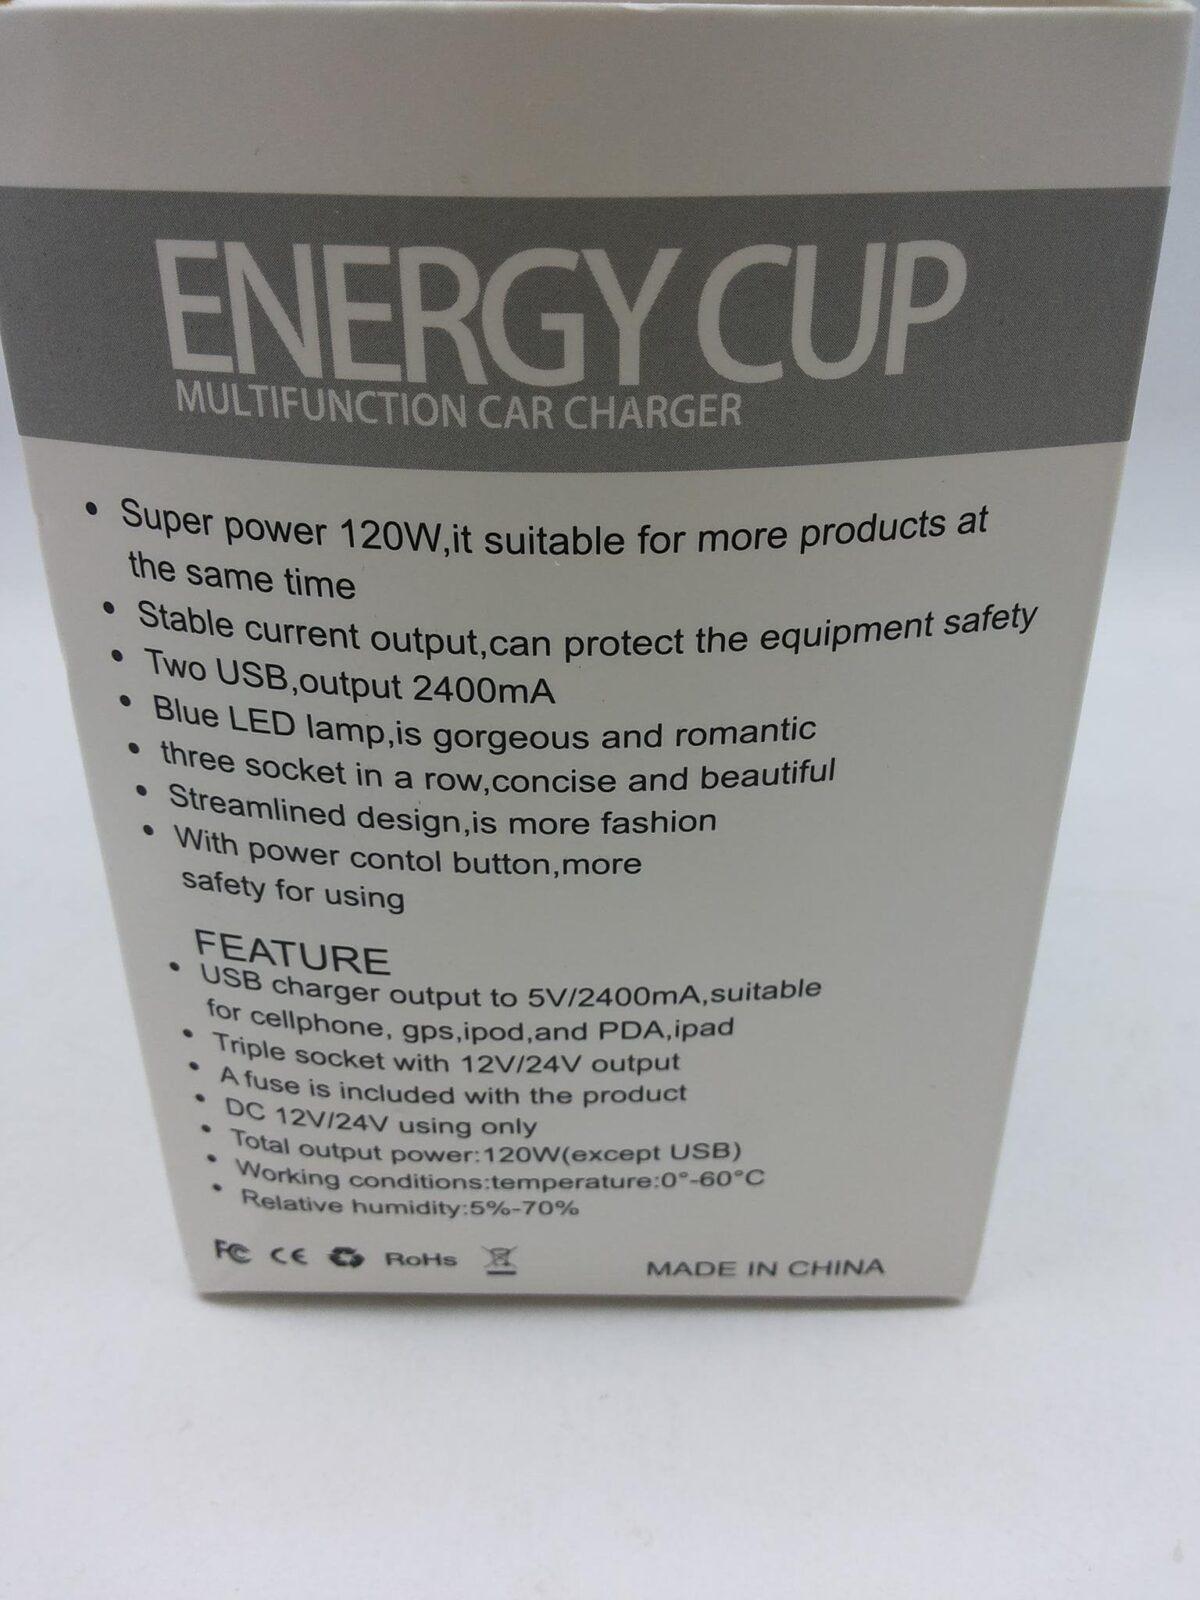 ENERGY CUP
MULTIFUNCTION CAR CHARGER
• Super power 120W,it suitable for more products at
the same time
• Stable current output,can protect the equipment safety
• Two USB,output 2400mA
• Blue LED lamp,is gorgeous and romantic
• three socket in a row,concise and beautiful
• Streamlined design,is more fashion
• With power contol button,more
safety for using
FEATURE
• USB charger output to 5V/2400mA,suitable
for cellphone, gps,ipod,and PDA,ipad
• Triple socket with 12V/24V output
• A fuse is included with the product
• DC 12V/24V using only
• Total output power:120W(except USB)
• Working conditions:temperature:0°-60°C
• Relative humidity:5%-70%
FC CE RoHs MADE IN CHINA